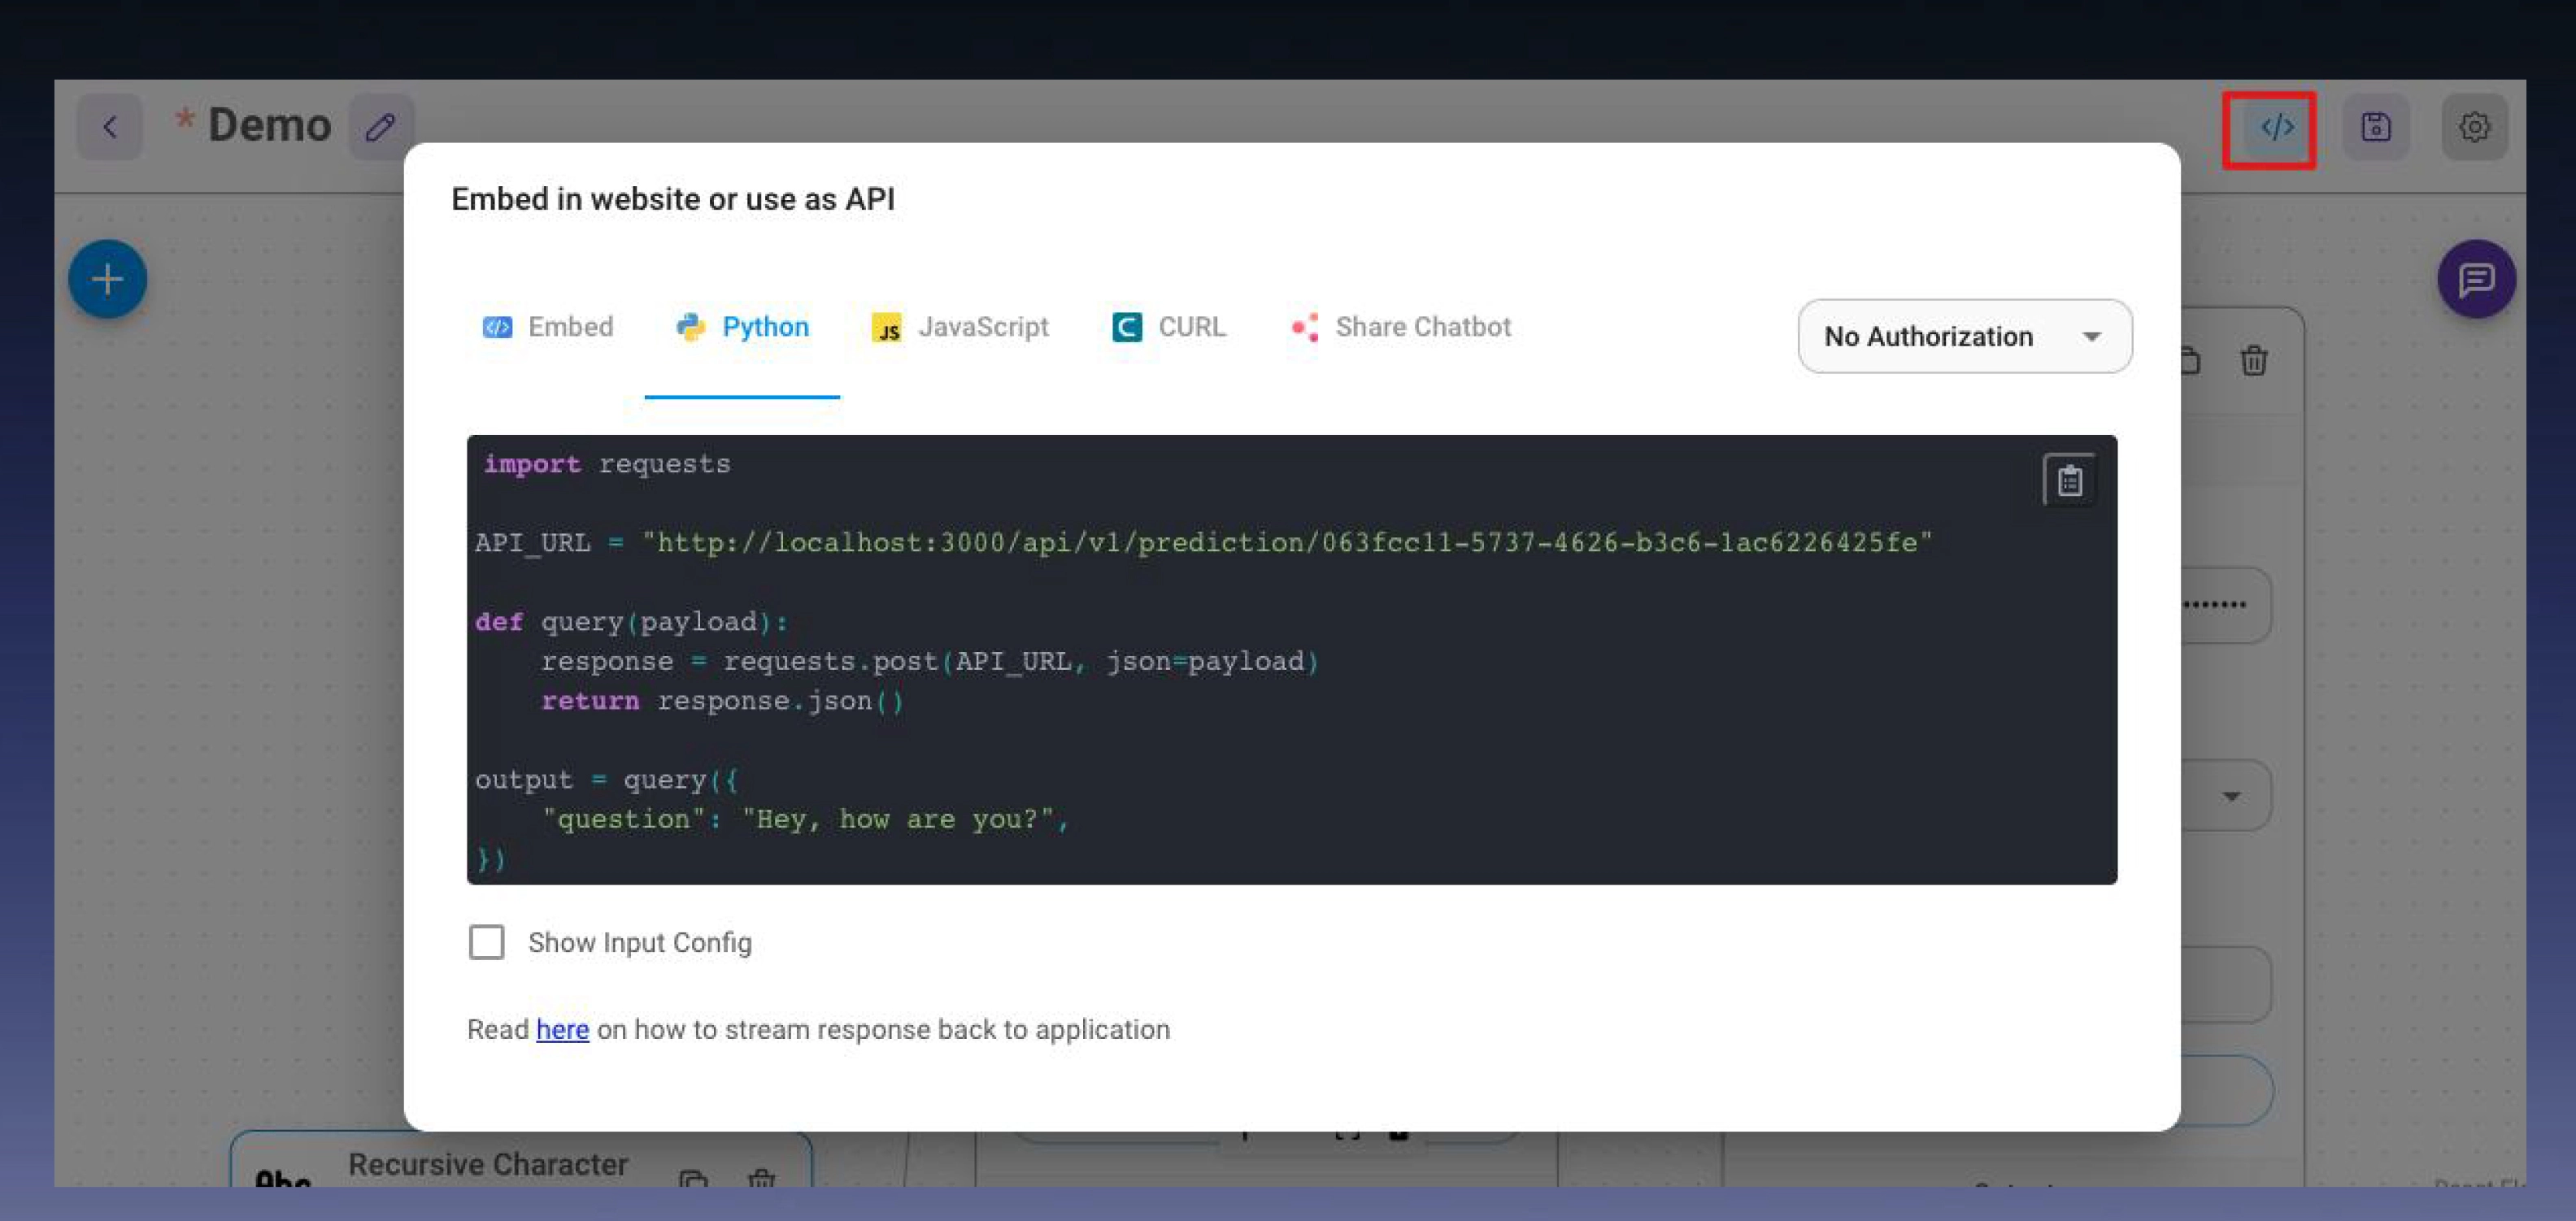 * Demo
</>
Embed in website or use as API
</> Embed
Python
JS JavaScript
C CURL
Share Chatbot
No Authorization
import requests
API_URL = "http://localhost:3000/api/v1/prediction/063fcc11-5737-4626-b3c6-1ac6226425fe"
def query(payload):
    response = requests.post(API_URL, json=payload)
    return response.json()
output = query({
    "question": "Hey, how are you?",
})
Show Input Config
Read here on how to stream response back to application
Recursive Character